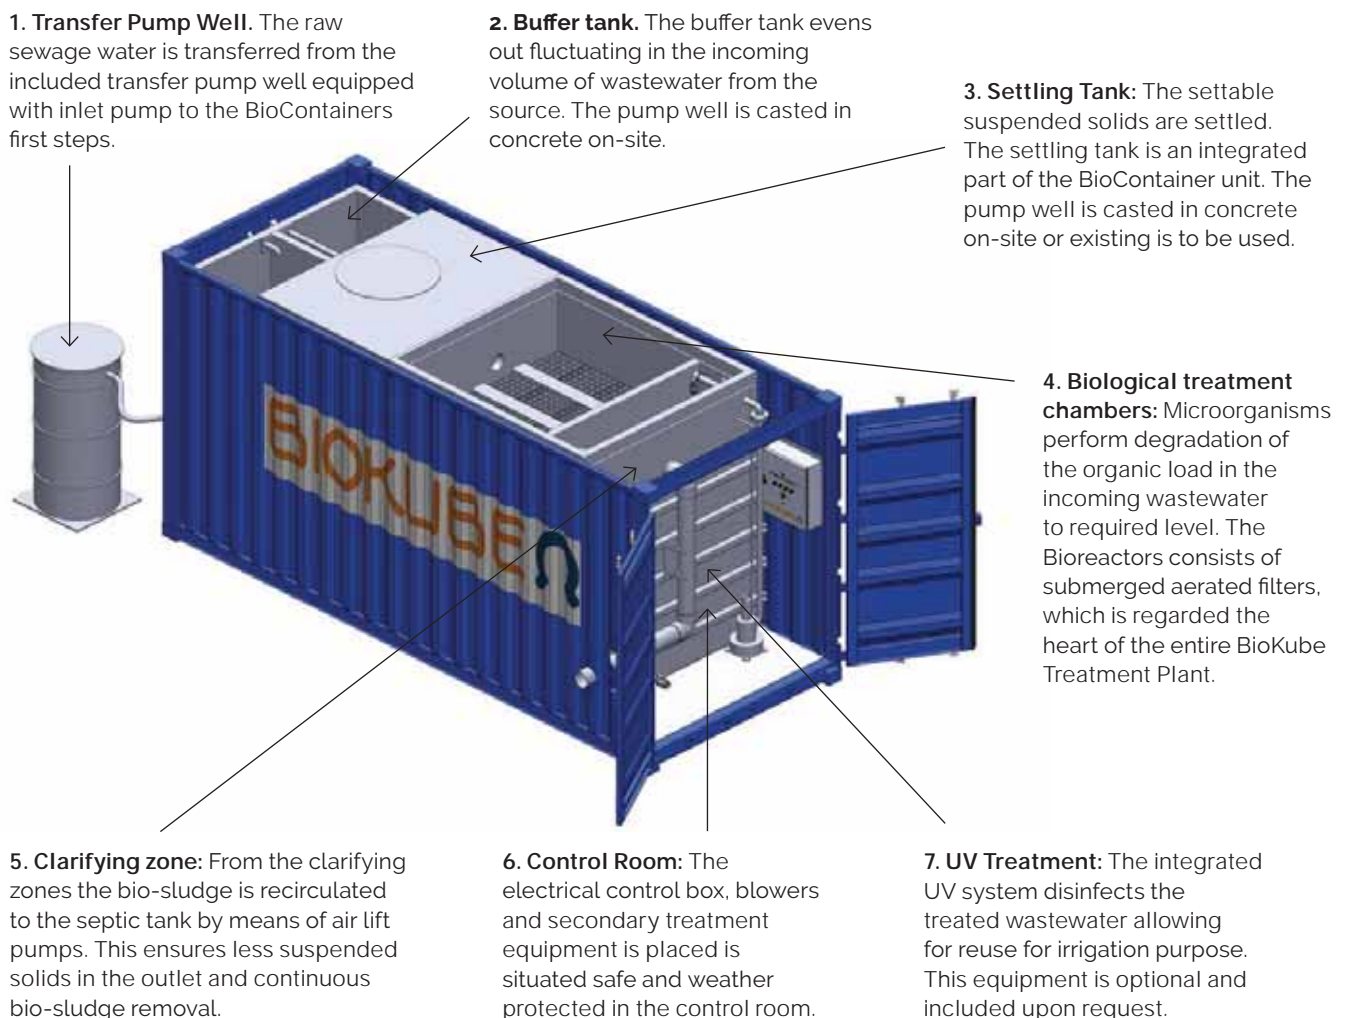 1. Transfer Pump Well. The raw
sewage water is transferred from the
included transfer pump well equipped
with inlet pump to the BioContainers
first steps.
2. Buffer tank. The buffer tank evens
out fluctuating in the incoming
volume of wastewater from the
source. The pump well is casted in
concrete on-site.
3. Settling Tank: The settable
suspended solids are settled.
The settling tank is an integrated
part of the BioContainer unit. The
pump well is casted in concrete
on-site or existing is to be used.
4. Biological treatment
chambers: Microorganisms
perform degradation of
the organic load in the
incoming wastewater
to required level. The
Bioreactors consists of
submerged aerated filters,
which is regarded the
heart of the entire BioKube
Treatment Plant.
BIOKUBE
5. Clarifying zone: From the clarifying
zones the bio-sludge is recirculated
to the septic tank by means of air lift
pumps. This ensures less suspended
solids in the outlet and continuous
bio-sludge removal.
6. Control Room: The
electrical control box, blowers
and secondary treatment
equipment is placed is
situated safe and weather
protected in the control room.
7. UV Treatment: The integrated
UV system disinfects the
treated wastewater allowing
for reuse for irrigation purpose.
This equipment is optional and
included upon request.